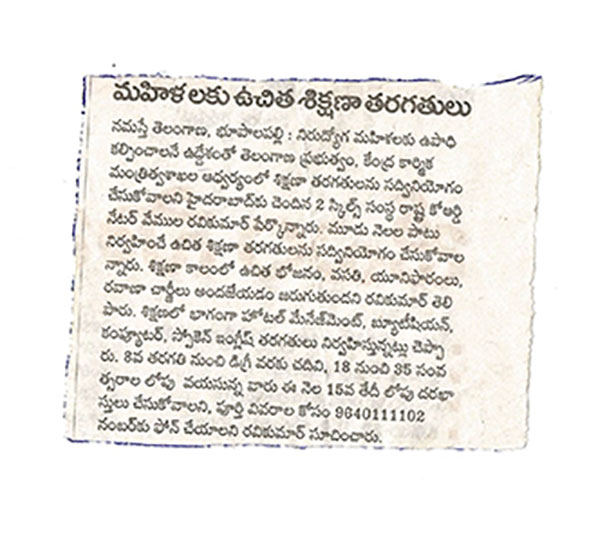 మహిళలకు ఉచిత శిక్షణా తరగతులు
నమస్తే తెలంగాణ, భూపాలపల్లి : నిరుద్యోగ మహిళలకు ఉపాధి
కల్పించాలనే ఉద్దేశంతో తెలంగాణ ప్రభుత్వం, కేంద్ర కార్మిక
మంత్రిత్వశాఖల ఆధ్వర్యంలో శిక్షణా తరగతులను సద్వినియోగం
చేసుకోవాలని హైదరాబాద్‌కు చెందిన 2 స్కిల్స్ సంస్థ రాష్ట్ర కోఆర్డి
నేటర్ వేముల రవికుమార్ పేర్కొన్నారు. మూడు నెలల పాటు
నిర్వహించే ఉచిత శిక్షణా తరగతులను సద్వినియోగం చేసుకోవాల
న్నారు. శిక్షణా కాలంలో ఉచిత భోజనం, వసతి, యూనిఫారంలు,
రవాణా చార్జీలు అందజేయడం జరుగుతుందని రవికుమార్ తెలి
పారు. శిక్షణలో భాగంగా హోటల్ మేనేజ్‌మెంట్, బ్యూటీషియన్,
కంప్యూటర్, స్పోకెన్ ఇంగ్లీష్ తరగతులు నిర్వహిస్తున్నట్లు చెప్పా
రు. 8వ తరగతి నుంచి డిగ్రీ వరకు చదివి, 18 నుంచి 35 సంవ
త్సరాల లోపు వయసున్న వారు ఈ నెల 15వ తేదీ లోపు దరఖా
స్తులు చేసుకోవాలని, పూర్తి వివరాల కోసం 9640111102
నంబర్‌కు ఫోన్ చేయాలని రవికుమార్ సూచించారు.